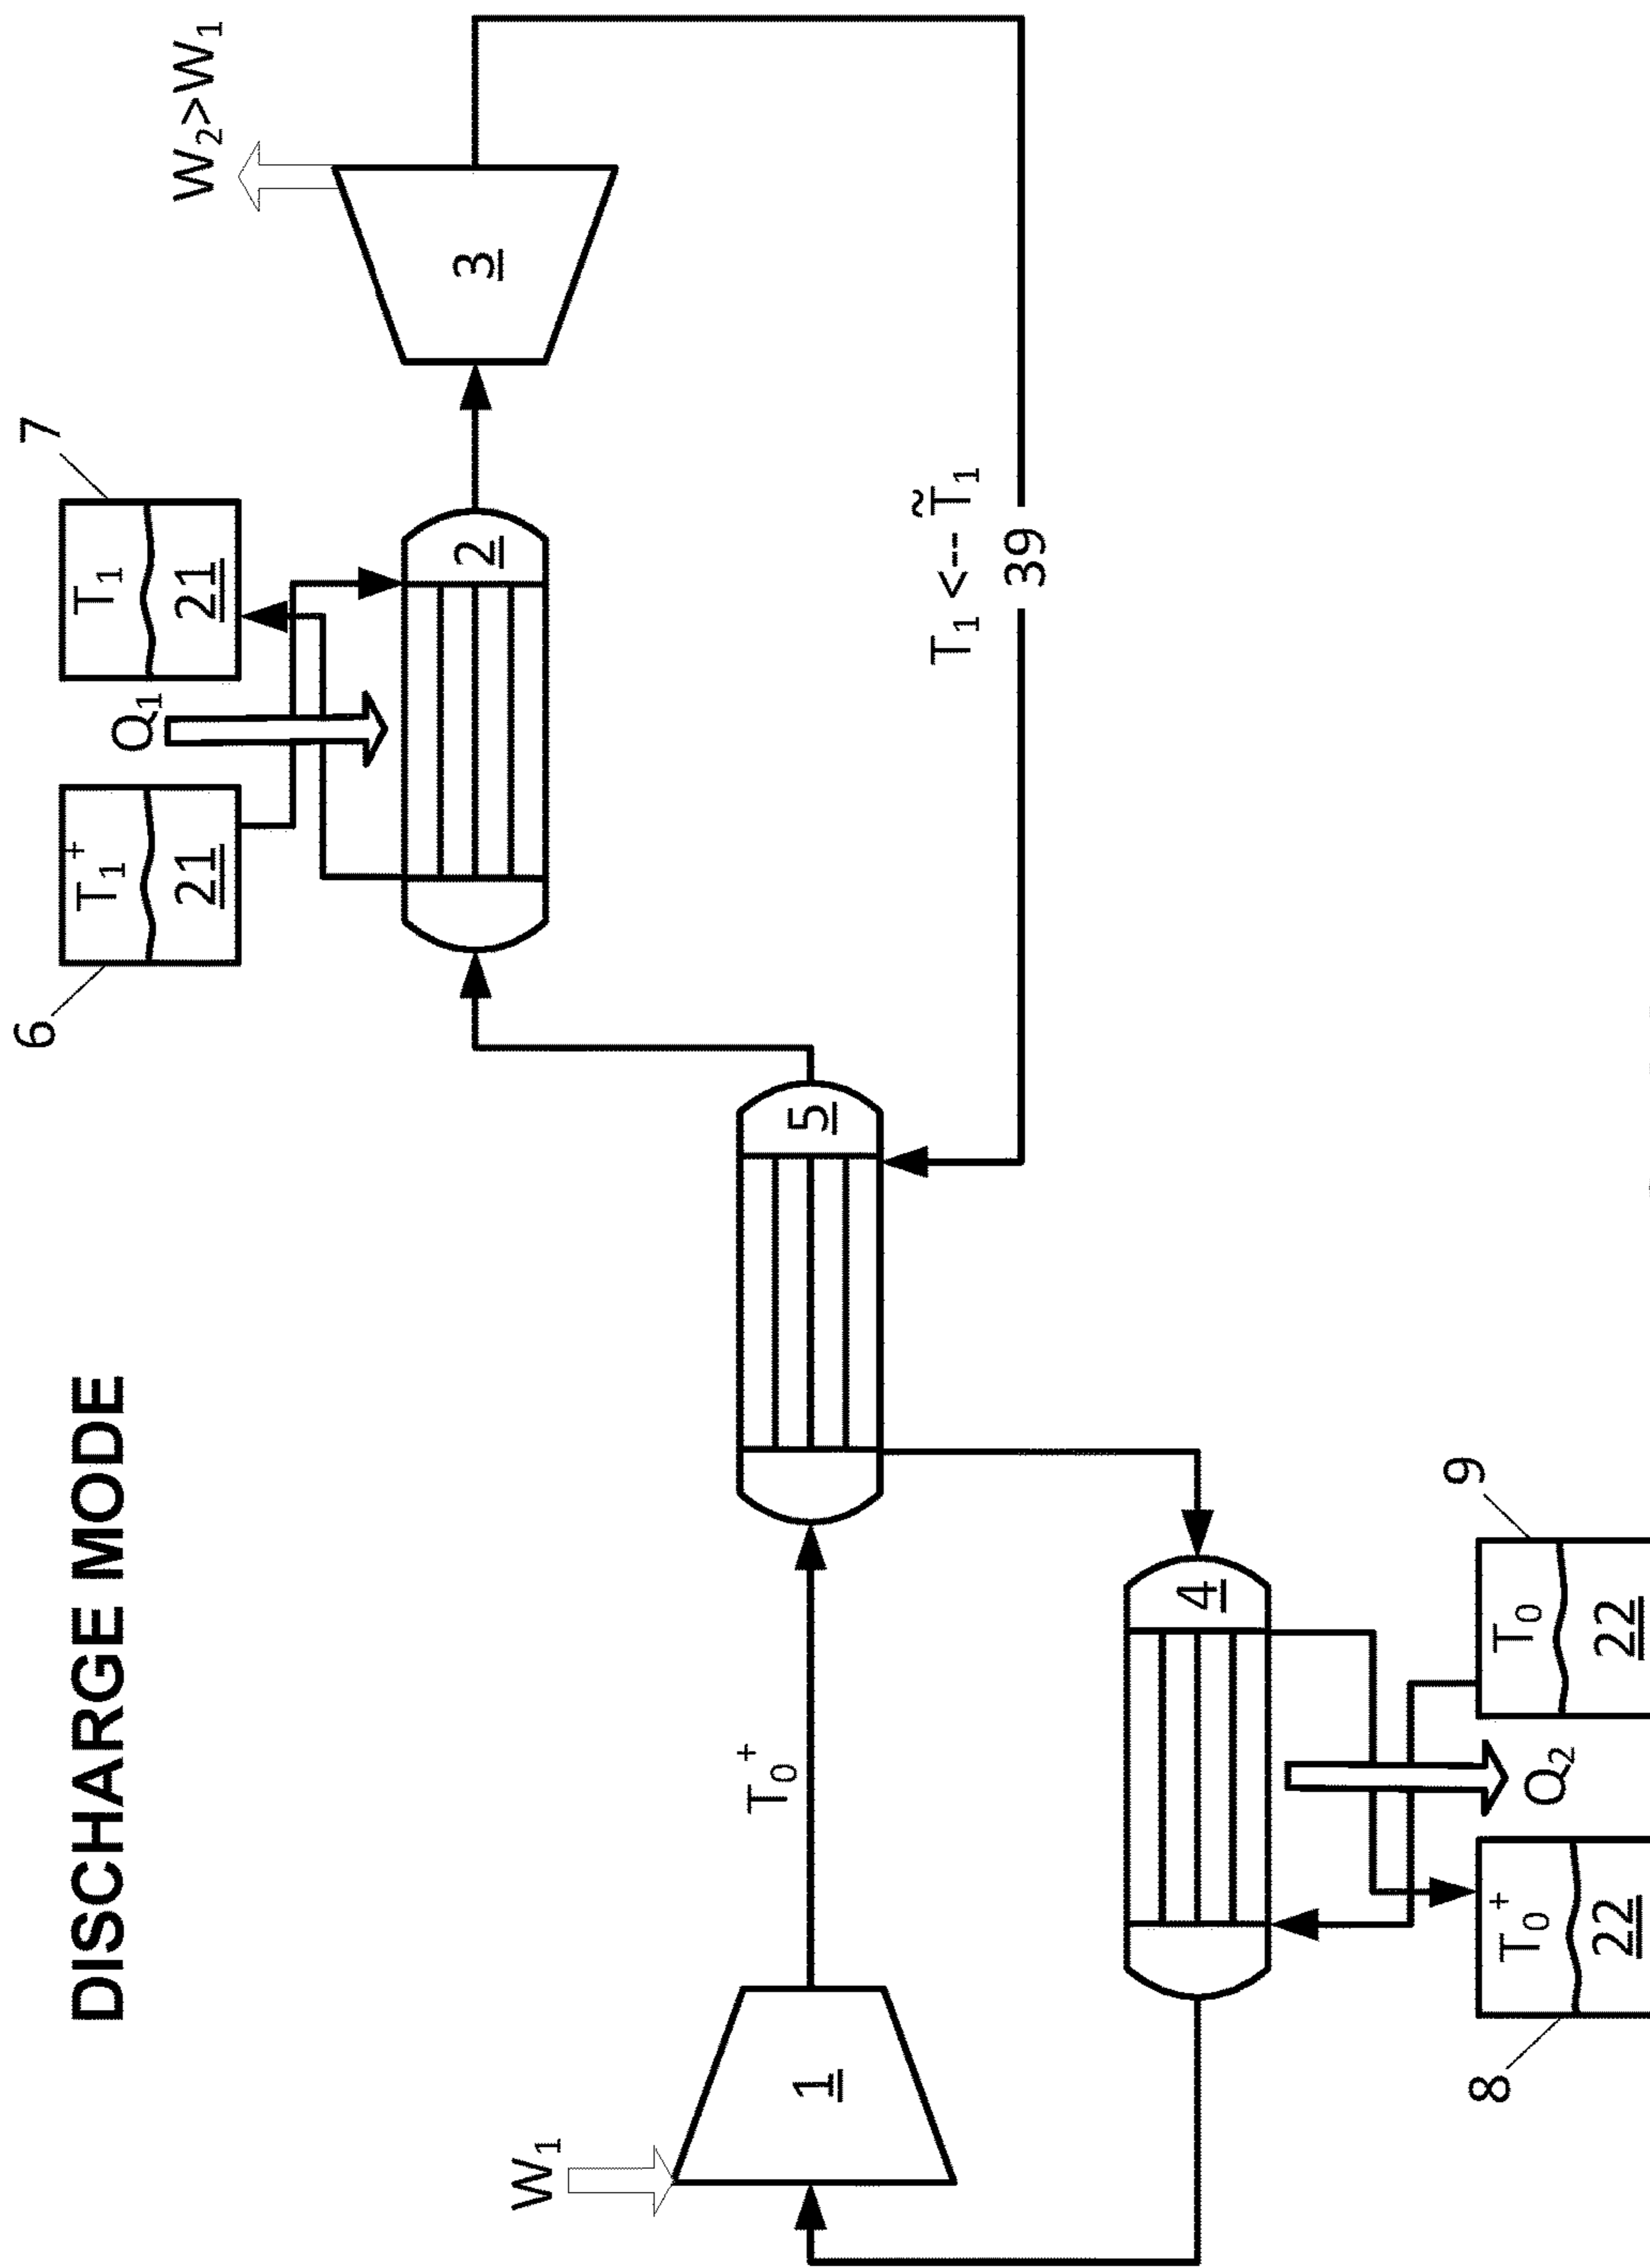 DISCHARGE MODE
6
7
T₁⁺
T₁
Q₁
21
21
W₂>W₁
2
3
W₁
T₀⁺
5
1
T₁ <-- T̃₁
39
4
8
9
T₀⁺
T₀
Q₂
22
22